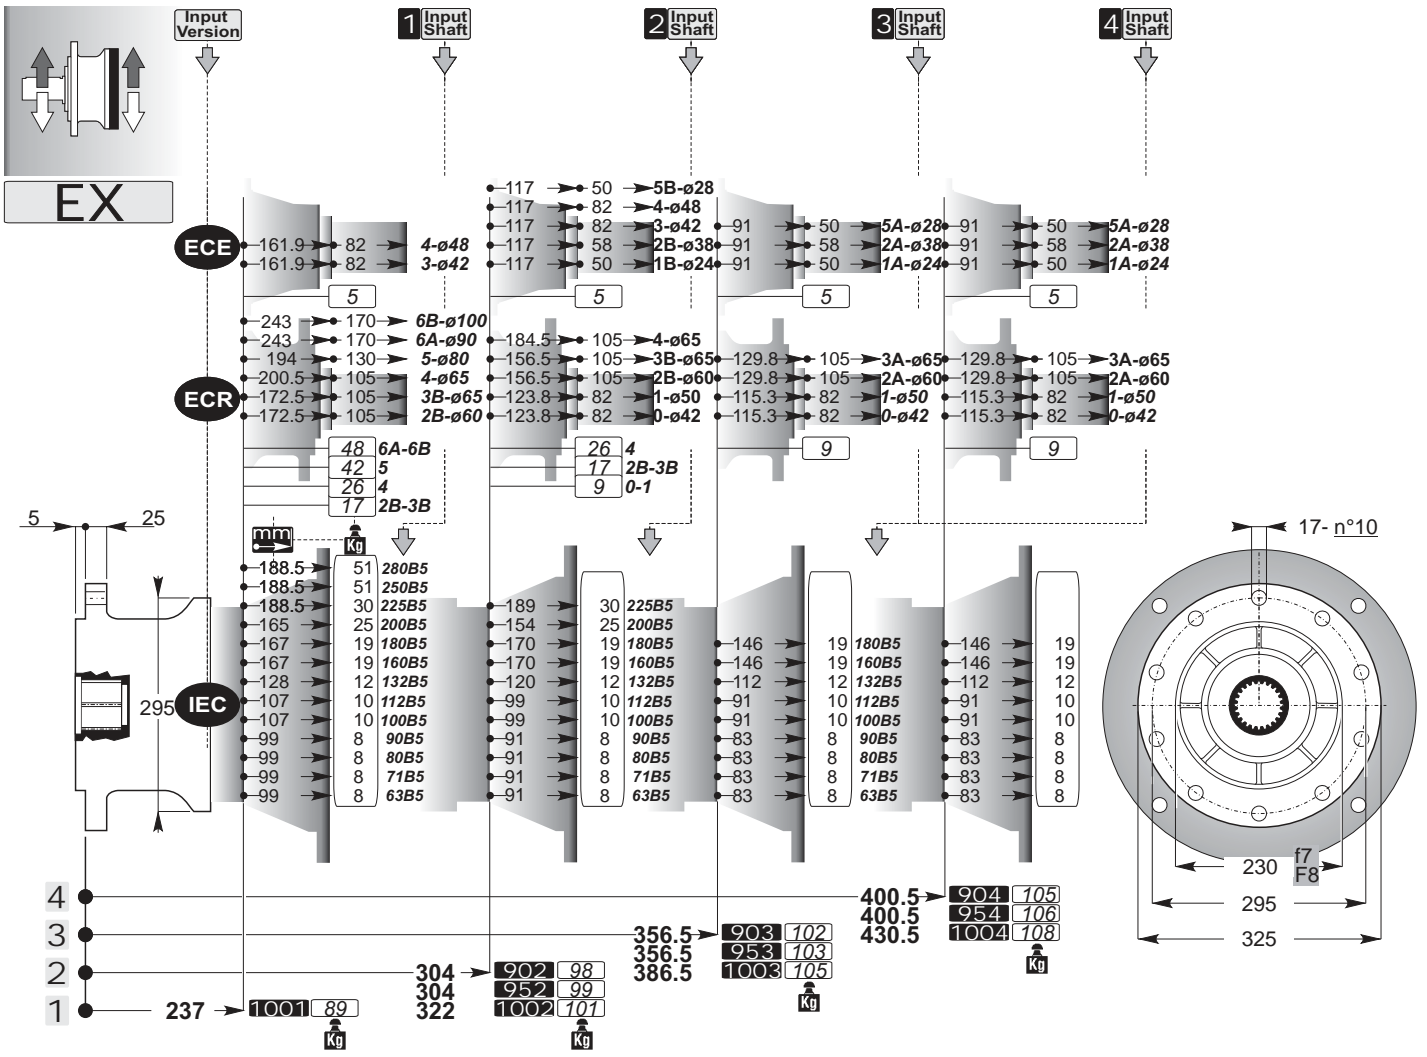 Input Version
1 Input Shaft
2 Input Shaft
3 Input Shaft
4 Input Shaft
EX
ECE
117 50 5B-ø28
117 82 4-ø48
117 82 3-ø42 91 50 5A-ø28 91 50 5A-ø28
161.9 82 4-ø48 117 58 2B-ø38 91 58 2A-ø38 91 58 2A-ø38
161.9 82 3-ø42 117 50 1B-ø24 91 50 1A-ø24 91 50 1A-ø24
5 5 5 5
ECR
243 170 6B-ø100
243 170 6A-ø90 184.5 105 4-ø65
194 130 5-ø80 156.5 105 3B-ø65 129.8 105 3A-ø65 129.8 105 3A-ø65
200.5 105 4-ø65 156.5 105 2B-ø60 129.8 105 2A-ø60 129.8 105 2A-ø60
172.5 105 3B-ø65 123.8 82 1-ø50 115.3 82 1-ø50 115.3 82 1-ø50
172.5 105 2B-ø60 123.8 82 0-ø42 115.3 82 0-ø42 115.3 82 0-ø42
48 6A-6B 26 4 9 9
42 5 17 2B-3B
26 4 9 0-1
17 2B-3B
5 25
mm Kg
17- n°10
IEC
295
188.5 51 280B5
188.5 51 250B5
188.5 30 225B5 189 30 225B5
165 25 200B5 154 25 200B5
167 19 180B5 170 19 180B5 146 19 180B5 146 19
167 19 160B5 170 19 160B5 146 19 160B5 146 19
128 12 132B5 120 12 132B5 112 12 132B5 112 12
107 10 112B5 99 10 112B5 91 10 112B5 91 10
107 10 100B5 99 10 100B5 91 10 100B5 91 10
99 8 90B5 91 8 90B5 83 8 90B5 83 8
99 8 80B5 91 8 80B5 83 8 80B5 83 8
99 8 71B5 91 8 71B5 83 8 71B5 83 8
99 8 63B5 91 8 63B5 83 8 63B5 83 8
230 f7 F8
295
325
4 400.5 904 105
400.5 954 106
430.5 1004 108
Kg
3 356.5 903 102
356.5 953 103
386.5 1003 105
Kg
2 304 902 98
304 952 99
322 1002 101
Kg
1 237 1001 89
Kg